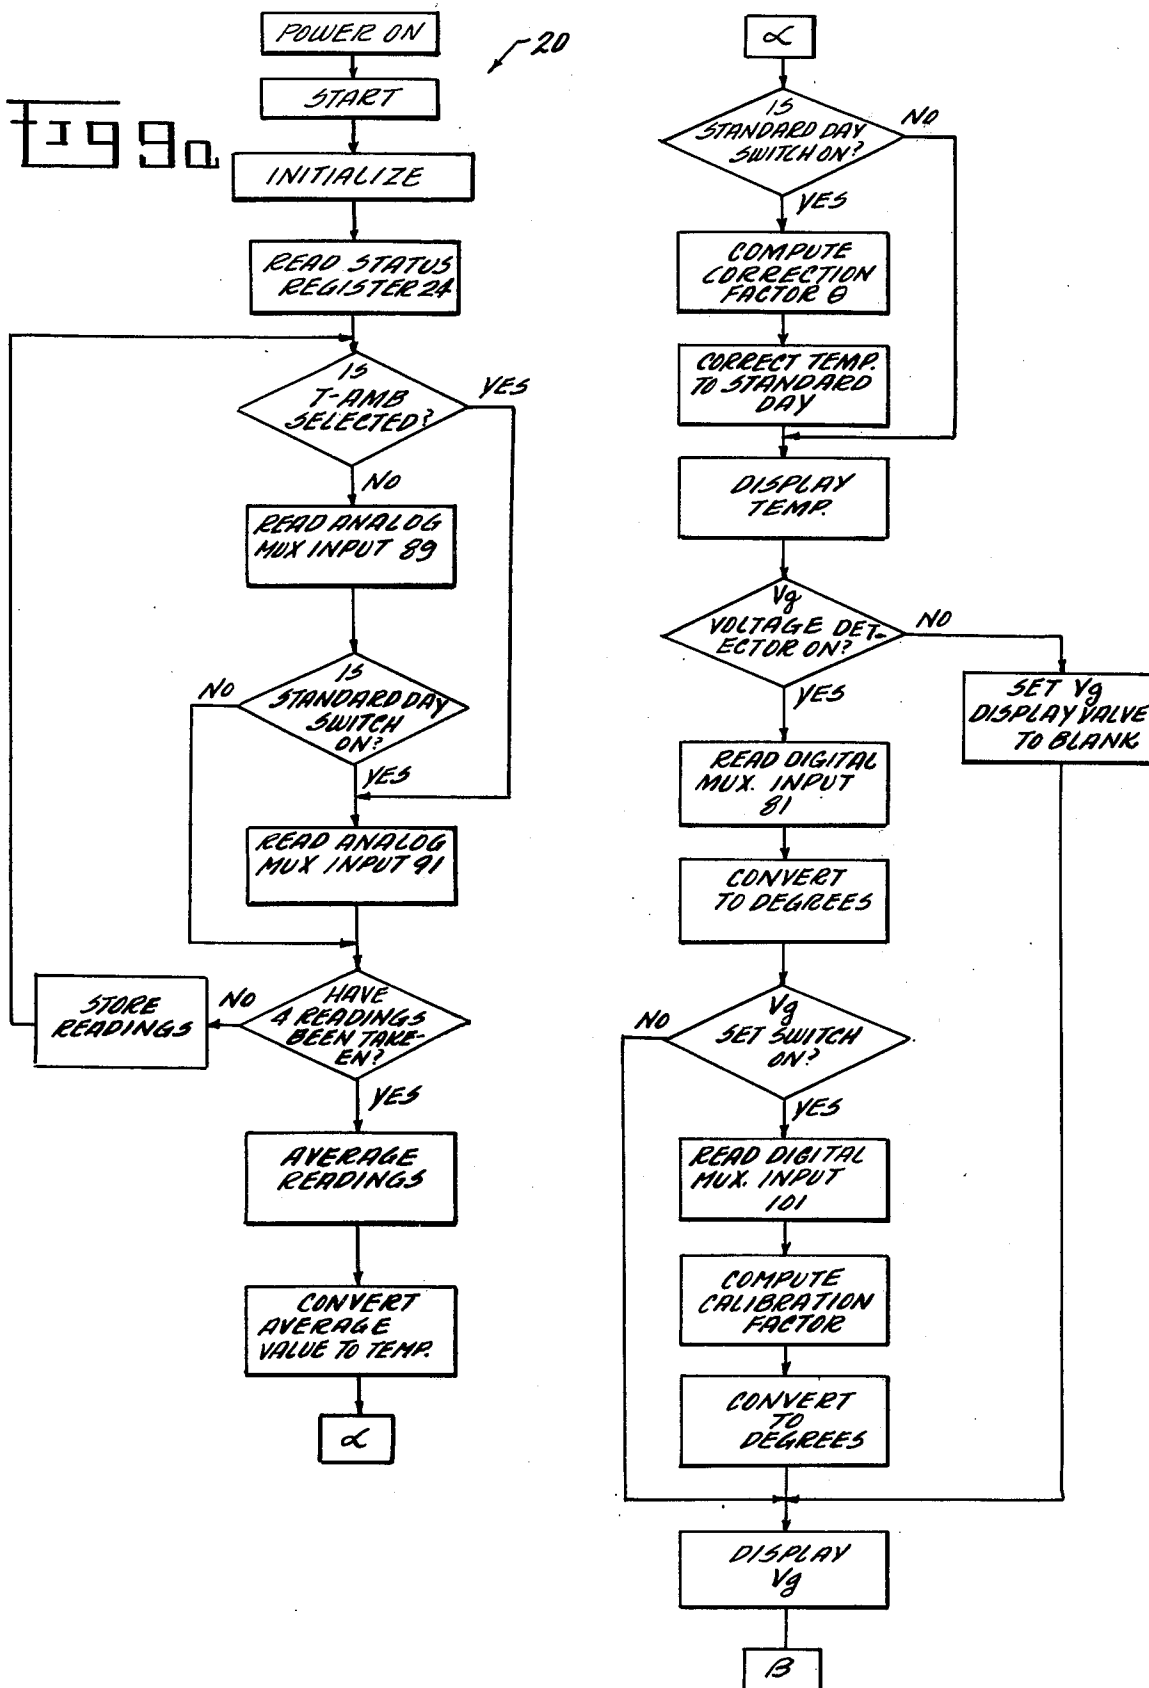 Fig 9a
20
POWER ON
START
INITIALIZE
READ STATUS
REGISTER 24
IS
T-AMB
SELECTED?
YES
NO
READ ANALOG
MUX INPUT 89
IS
STANDARD DAY
SWITCH
ON?
NO
YES
READ ANALOG
MUX INPUT 91
HAVE
4 READINGS
BEEN TAKE-
EN?
NO
STORE
READINGS
YES
AVERAGE
READINGS
CONVERT
AVERAGE
VALUE TO TEMP.
α
α
IS
STANDARD DAY
SWITCH ON?
NO
YES
COMPUTE
CORRECTION
FACTOR θ
CORRECT TEMP.
TO STANDARD
DAY
DISPLAY
TEMP.
Vg
VOLTAGE DET-
ECTOR ON?
NO
YES
SET Vg
DISPLAY VALVE
TO BLANK
READ DIGITAL
MUX. INPUT
81
CONVERT
TO DEGREES
Vg
SET SWITCH
ON?
NO
YES
READ DIGITAL
MUX. INPUT
101
COMPUTE
CALIBRATION
FACTOR
CONVERT
TO
DEGREES
DISPLAY
Vg
β